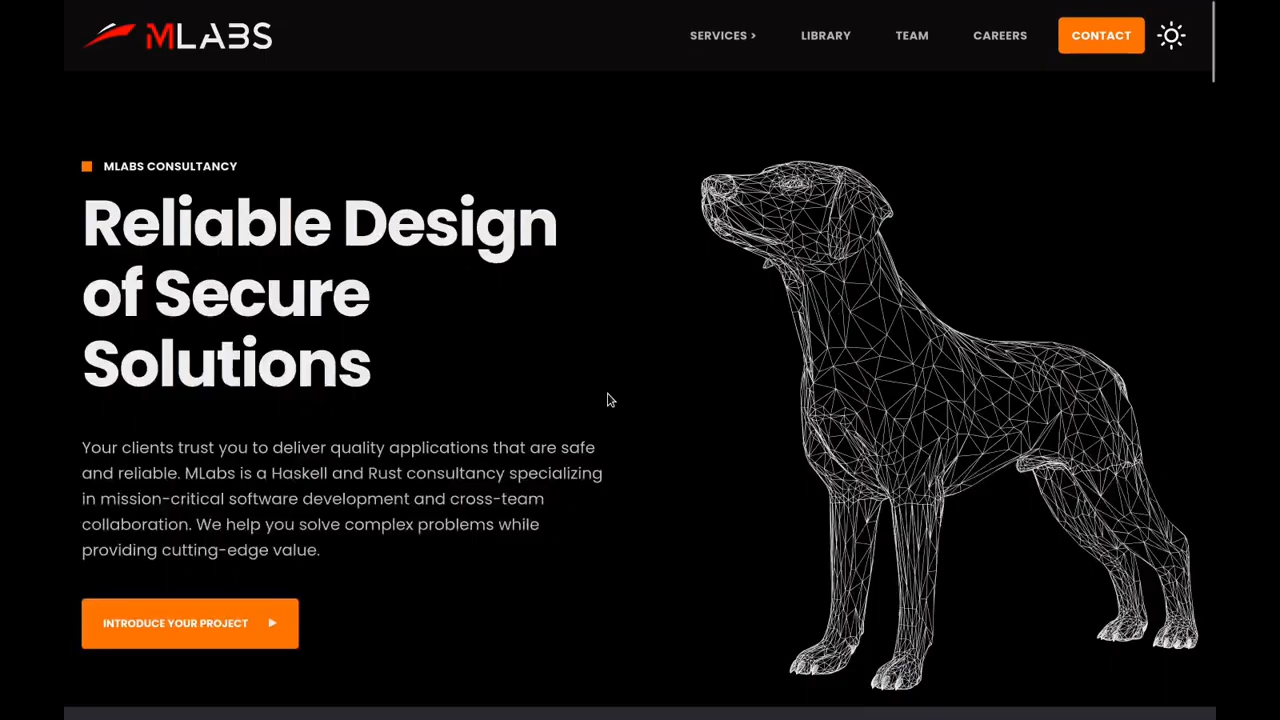 MLABS
SERVICES >
LIBRARY
TEAM
CAREERS
CONTACT
MLABS CONSULTANCY
Reliable Design
of Secure
Solutions
Your clients trust you to deliver quality applications that are safe
and reliable. MLabs is a Haskell and Rust consultancy specializing
in mission-critical software development and cross-team
collaboration. We help you solve complex problems while
providing cutting-edge value.
INTRODUCE YOUR PROJECT